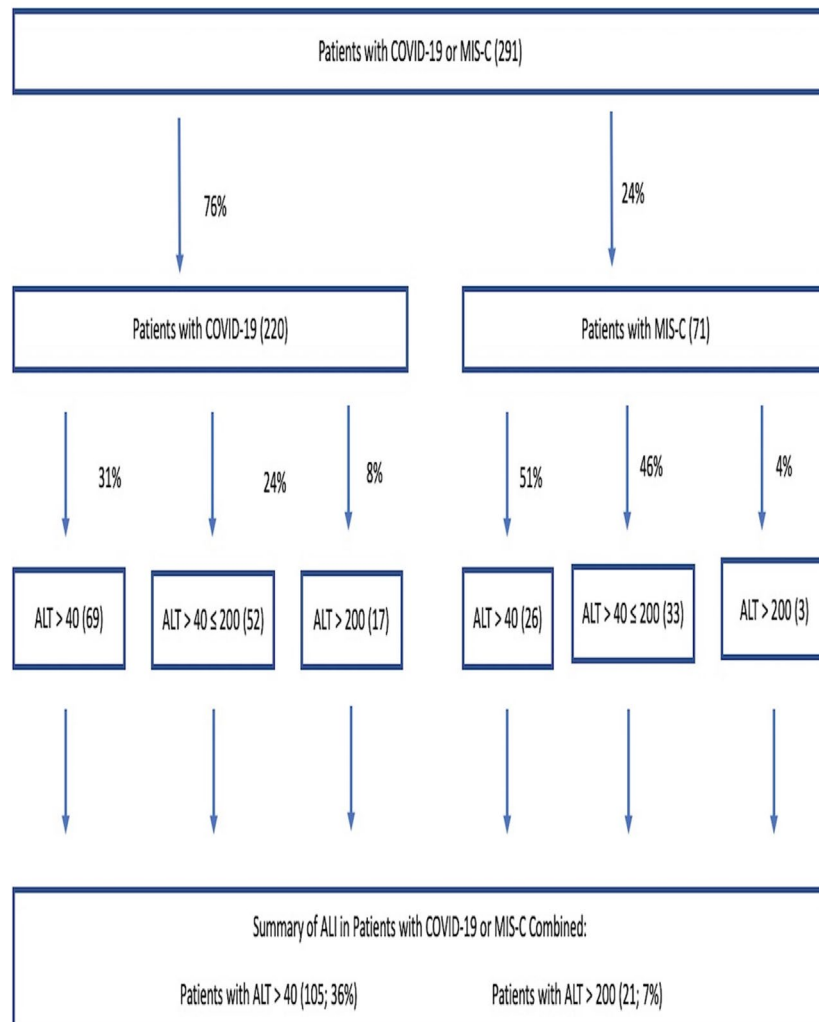 Patients with COVID-19 or MIS-C (291)
76%
24%
Patients with COVID-19 (220)
Patients with MIS-C (71)
31%
24%
8%
51%
46%
4%
ALT > 40 (69)
ALT > 40 ≤ 200 (52)
ALT > 200 (17)
ALT > 40 (26)
ALT > 40 ≤ 200 (33)
ALT > 200 (3)
Summary of ALI in Patients with COVID-19 or MIS-C Combined:
Patients with ALT > 40 (105; 36%)
Patients with ALT > 200 (21; 7%)